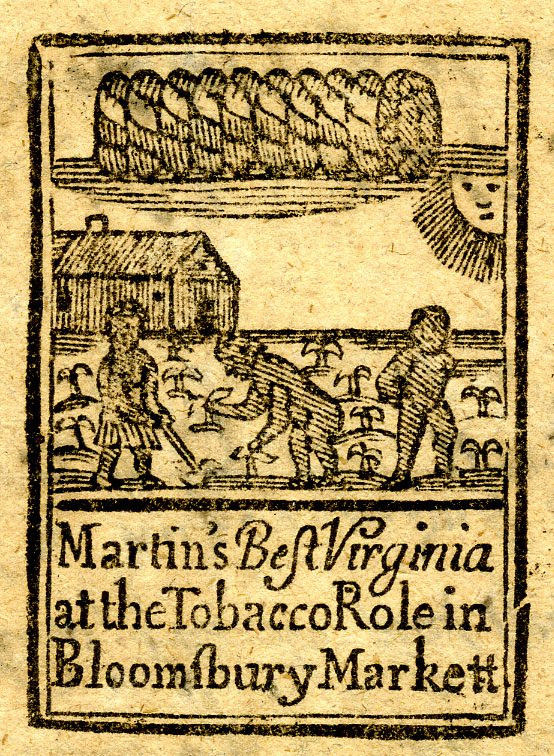 Martin's Beſt Virginia
at the Tobacco Role in
Bloomſbury Markett